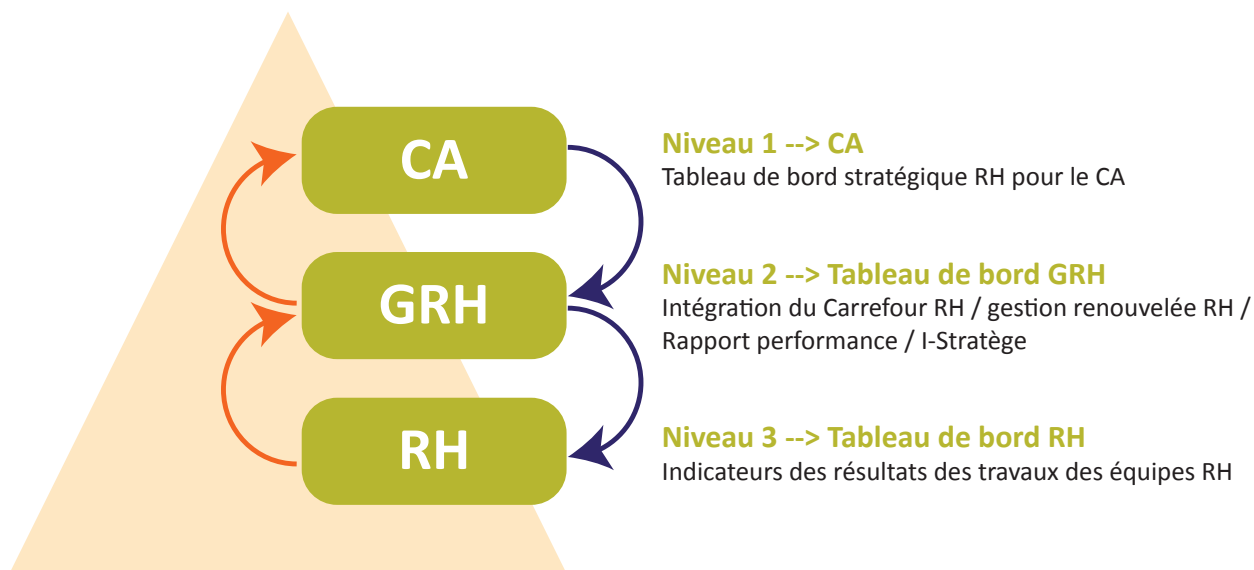 CA
Niveau 1 --> CA
Tableau de bord stratégique RH pour le CA
GRH
Niveau 2 --> Tableau de bord GRH
Intégration du Carrefour RH / gestion renouvelée RH /
Rapport performance / I-Stratège
RH
Niveau 3 --> Tableau de bord RH
Indicateurs des résultats des travaux des équipes RH